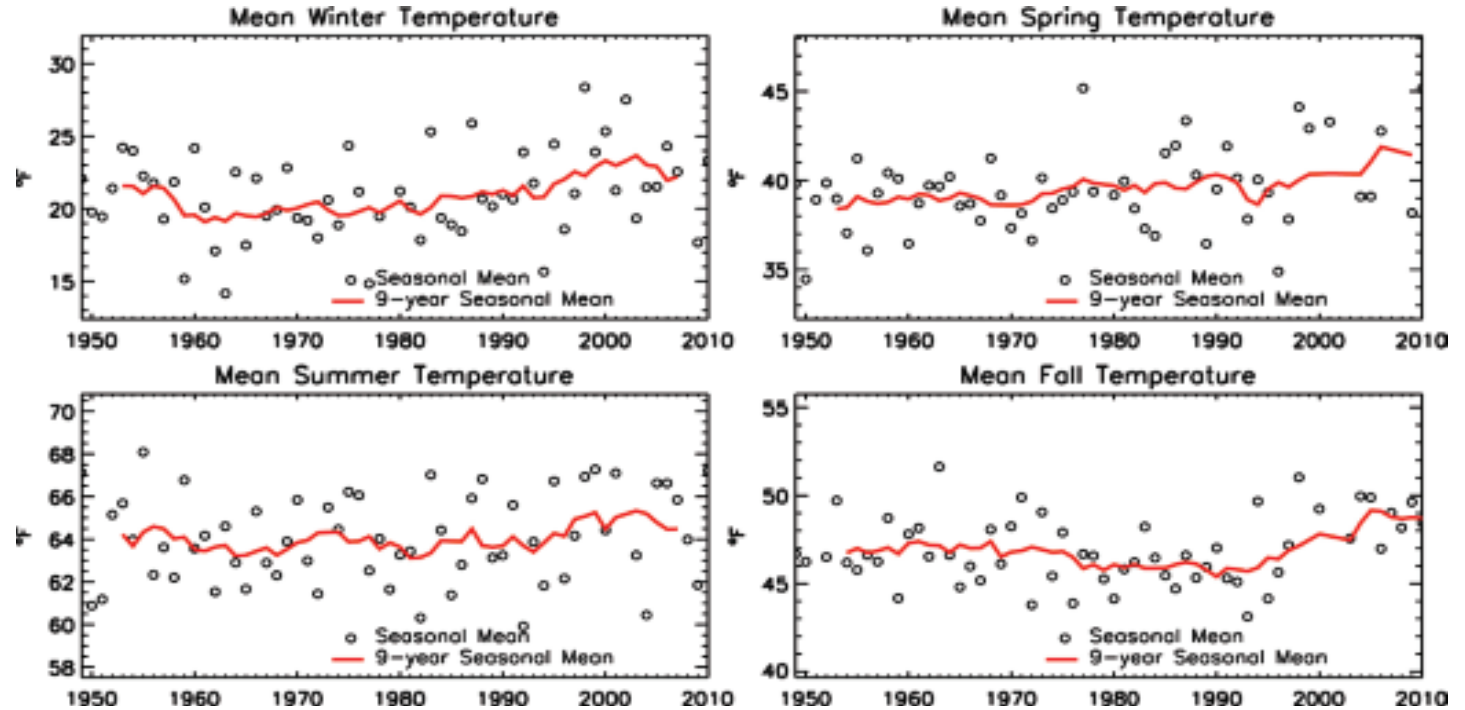 Mean Winter Temperature
30
25
20
15
°F
Seasonal Mean
9-year Seasonal Mean
1950 1960 1970 1980 1990 2000 2010
Mean Spring Temperature
45
40
35
°F
Seasonal Mean
9-year Seasonal Mean
1950 1960 1970 1980 1990 2000 2010
Mean Summer Temperature
70
68
66
64
62
60
58
°F
Seasonal Mean
9-year Seasonal Mean
1950 1960 1970 1980 1990 2000 2010
Mean Fall Temperature
55
50
45
40
°F
Seasonal Mean
9-year Seasonal Mean
1950 1960 1970 1980 1990 2000 2010